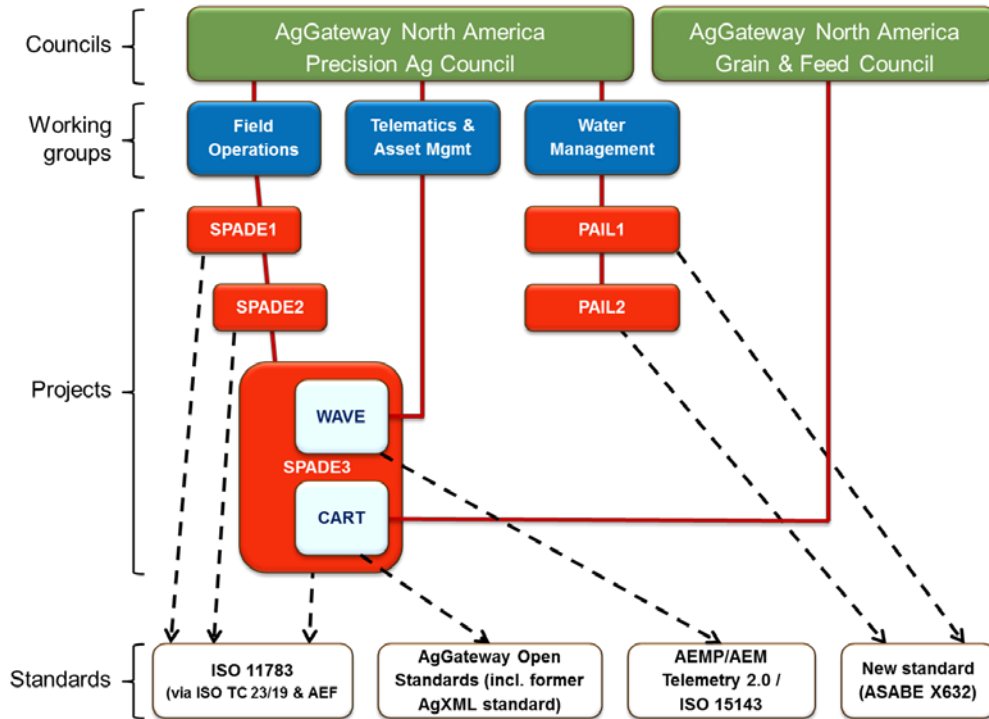 Councils
AgGateway North America
Precision Ag Council
AgGateway North America
Grain & Feed Council
Working
groups
Field
Operations
Telematics &
Asset Mgmt
Water
Management
Projects
SPADE1
PAIL1
SPADE2
PAIL2
WAVE
SPADE3
CART
Standards
ISO 11783
(via ISO TC 23/19 & AEF)
AgGateway Open
Standards (incl. former
AgXML standard)
AEMP/AEM
Telemetry 2.0 /
ISO 15143
New standard
(ASABE X632)